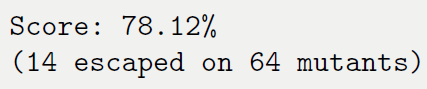 Score: 78.12%
(14 escaped on 64 mutants)